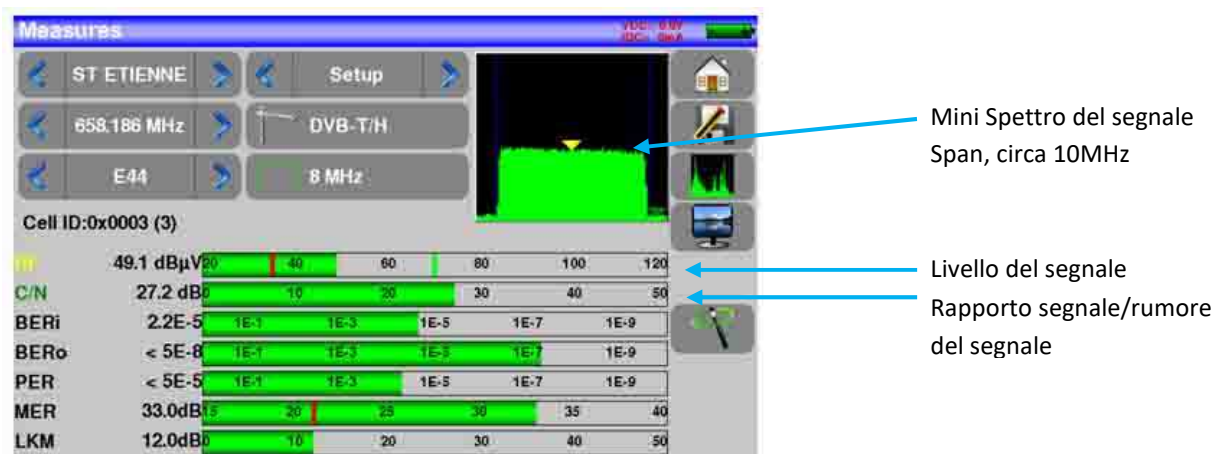 Measures
ST ETIENNE Setup
658.186 MHz DVB-T/H
E44 8 MHz
Cell ID:0x0003 (3)
49.1 dBµV 20 40 60 80 100 120
C/N 27.2 dB 0 10 20 30 40 50
BERi 2.2E-5 1E-1 1E-3 1E-5 1E-7 1E-9
BERo < 5E-8 1E-1 1E-3 1E-5 1E-7 1E-9
PER < 5E-5 1E-1 1E-3 1E-5 1E-7 1E-9
MER 33.0dB 15 20 25 30 35 40
LKM 12.0dB 0 10 20 30 40 50
Mini Spettro del segnale
Span, circa 10MHz
Livello del segnale
Rapporto segnale/rumore
del segnale